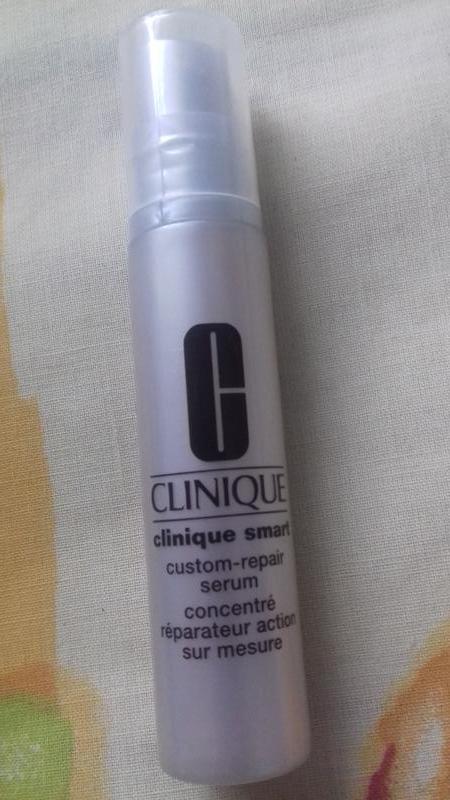 C
CLINIQUE
clinique smart
custom-repair
serum
concentré
réparateur action
sur mesure